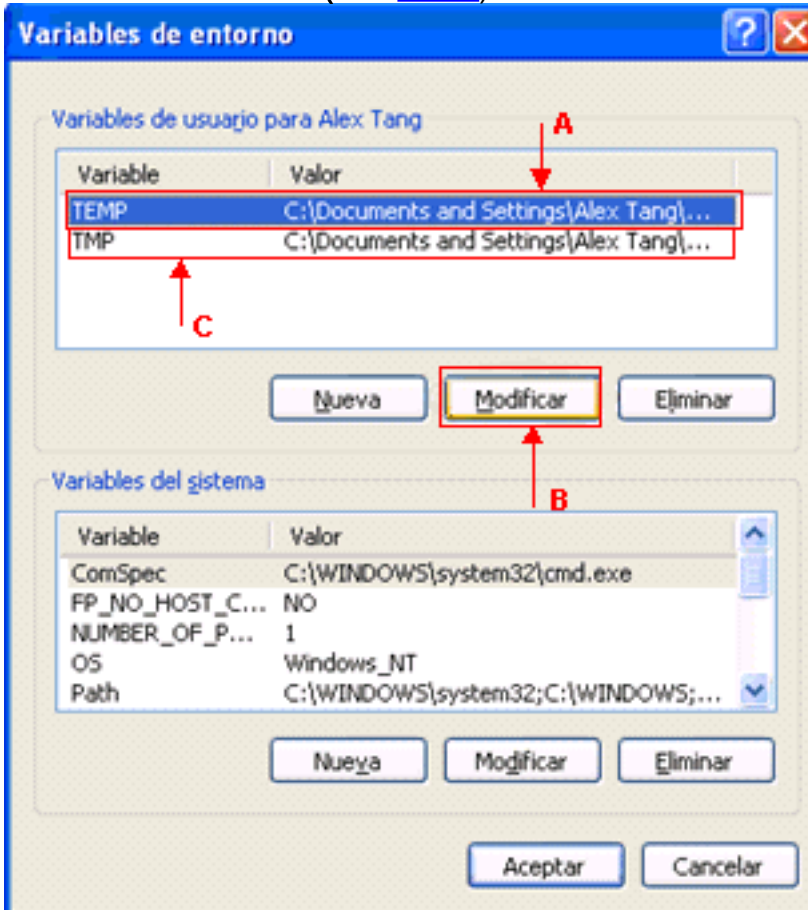 Variables de entorno
Variables de usuario para Alex Tang
A
Variable Valor
TEMP C:\Documents and Settings\Alex Tang\...
TMP C:\Documents and Settings\Alex Tang\...
C
Nueva Modificar Eliminar
B
Variables del sistema
Variable Valor
ComSpec C:\WINDOWS\system32\cmd.exe
FP_NO_HOST_C... NO
NUMBER_OF_P... 1
OS Windows_NT
Path C:\WINDOWS\system32;C:\WINDOWS;...
Nueva Modificar Eliminar
Aceptar Cancelar